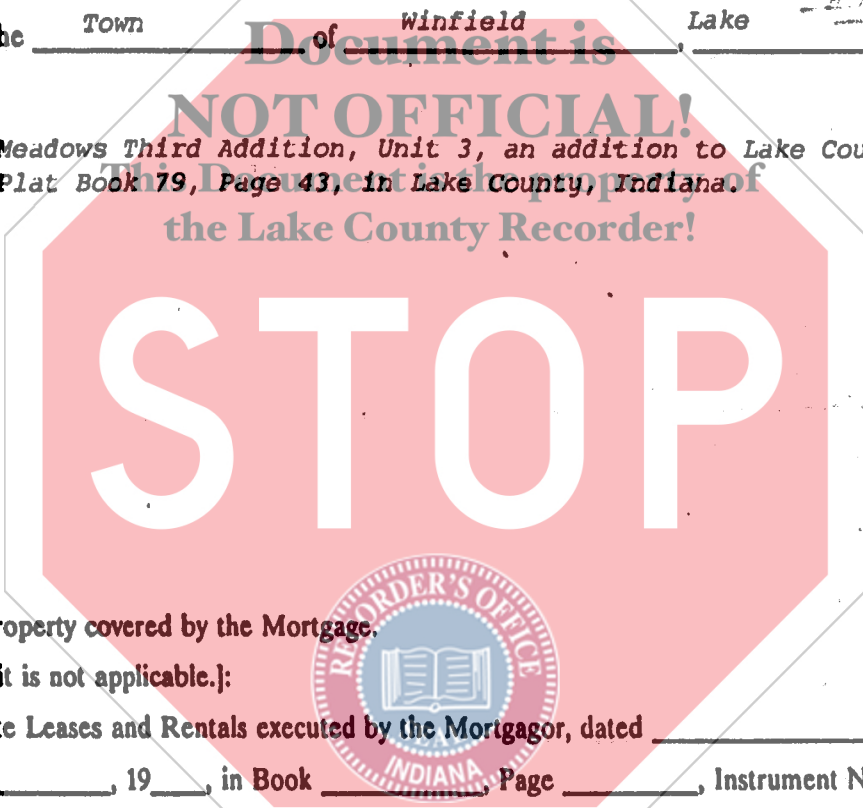 he Town of Winfield, Lake
Document is
NOT OFFICIAL!
Meadows Third Addition, Unit 3, an addition to Lake Cou
Plat Book 79, Page 43, in Lake County, Indiana.
This Document is the property of
the Lake County Recorder!
STOP
RECORDER'S OFFICE
SEAL
INDIANA
roperty covered by the Mortgage.
it is not applicable.]:
te Leases and Rentals executed by the Mortgagor, dated
, 19 , in Book , Page , Instrument N